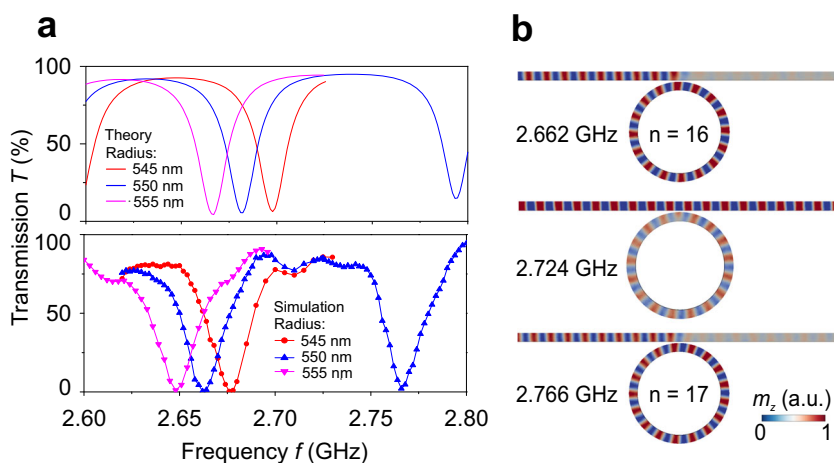 a
100
50
0
Theory
Radius:
545 nm
550 nm
555 nm
100
50
0
Simulation
Radius:
545 nm
550 nm
555 nm
2.60 2.65 2.70 2.75 2.80
Frequency f (GHz)
Transmission T (%)
b
2.662 GHz
n = 16
2.724 GHz
2.766 GHz
n = 17
m_z (a.u.)
0 1